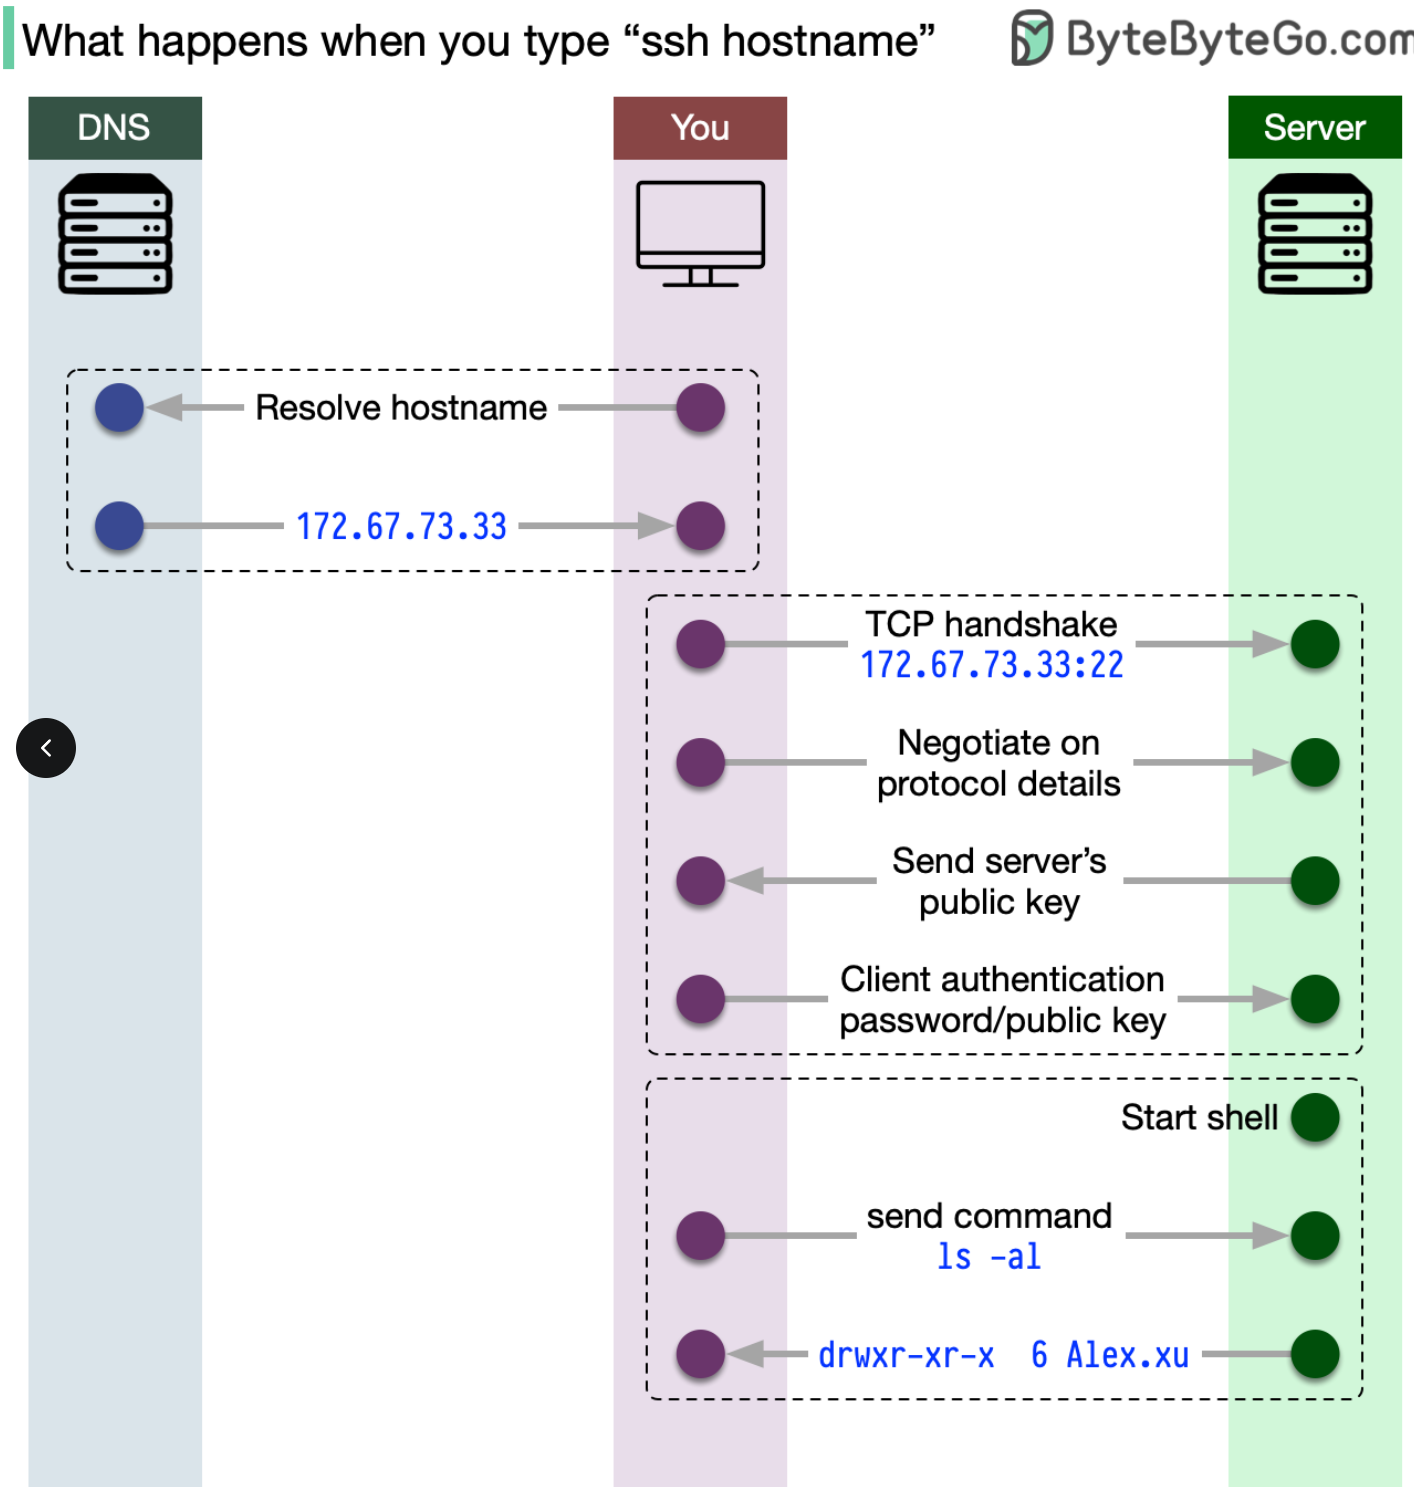 What happens when you type “ssh hostname”
ByteByteGo.com
DNS
You
Server
Resolve hostname
172.67.73.33
TCP handshake
172.67.73.33:22
Negotiate on
protocol details
Send server’s
public key
Client authentication
password/public key
Start shell
send command
ls -al
drwxr-xr-x 6 Alex.xu